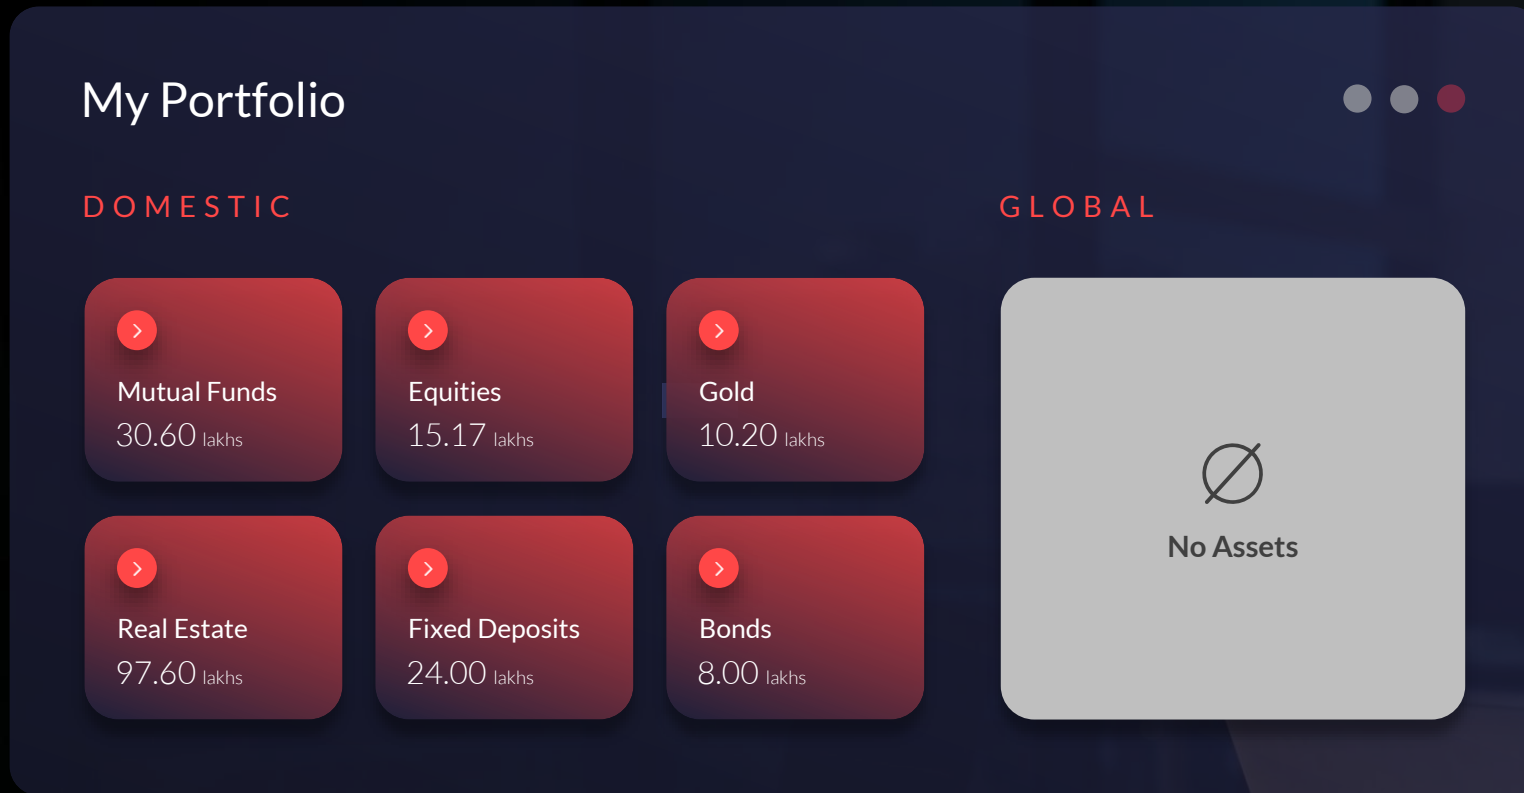 My Portfolio
DOMESTIC
GLOBAL
Mutual Funds
30.60 lakhs
Equities
15.17 lakhs
Gold
10.20 lakhs
Real Estate
97.60 lakhs
Fixed Deposits
24.00 lakhs
Bonds
8.00 lakhs
No Assets